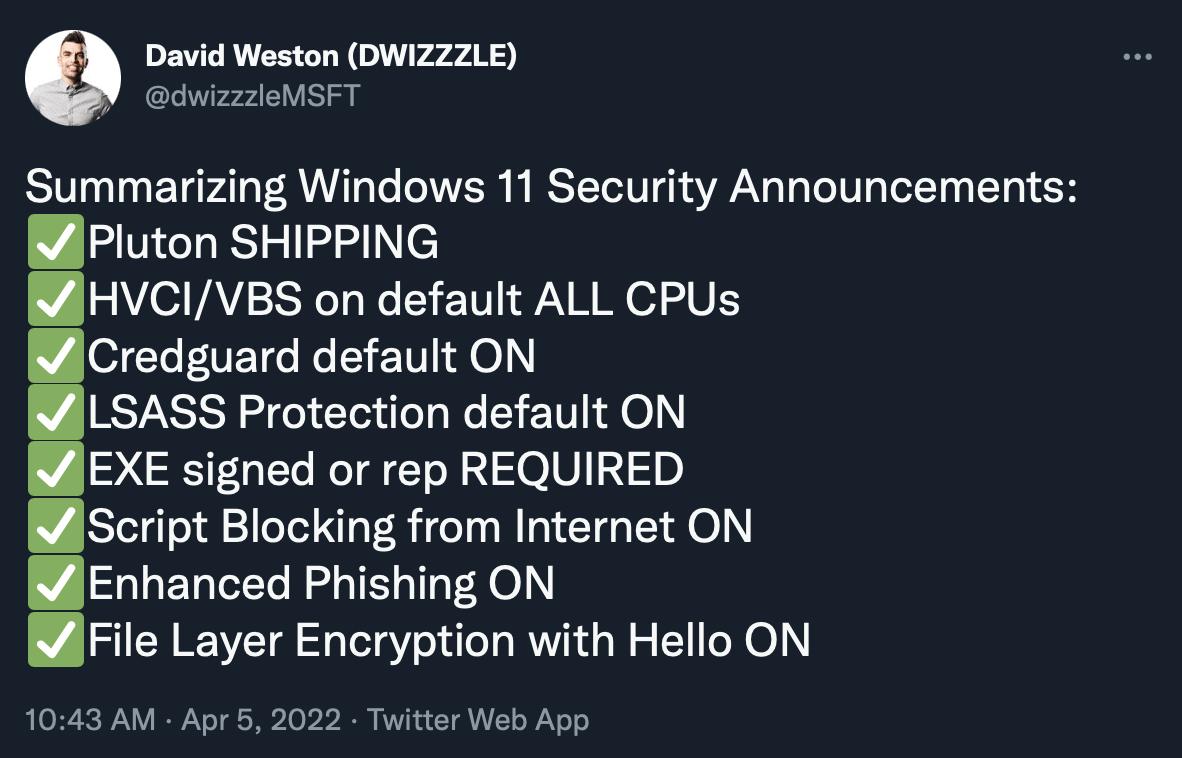 David Weston (DWIZZZLE)
@dwizzzleMSFT
Summarizing Windows 11 Security Announcements:
✅Pluton SHIPPING
✅HVCI/VBS on default ALL CPUs
✅Credguard default ON
✅LSASS Protection default ON
✅EXE signed or rep REQUIRED
✅Script Blocking from Internet ON
✅Enhanced Phishing ON
✅File Layer Encryption with Hello ON
10:43 AM · Apr 5, 2022 · Twitter Web App